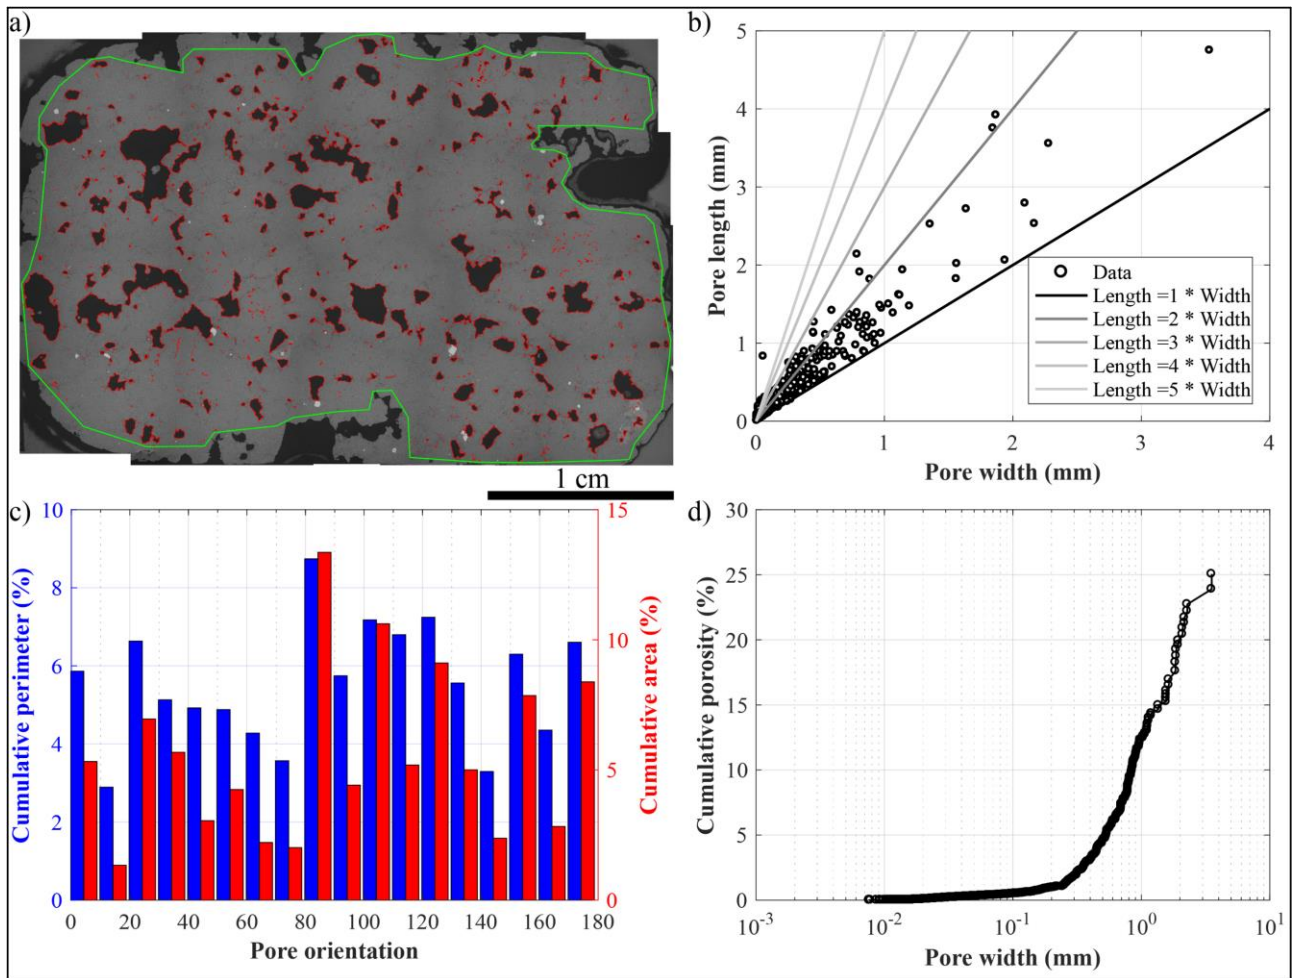 a)
1 cm
b)
Pore length (mm)
5
4
3
2
1
0
0 1 2 3 4
Pore width (mm)
Data
Length =1 * Width
Length =2 * Width
Length =3 * Width
Length =4 * Width
Length =5 * Width
c)
Cumulative perimeter (%)
10
8
6
4
2
0
15
10
5
0
Cumulative area (%)
0 20 40 60 80 100 120 140 160 180
Pore orientation
d)
Cumulative porosity (%)
30
25
20
15
10
5
0
10⁻³ 10⁻² 10⁻¹ 10⁰ 10¹
Pore width (mm)